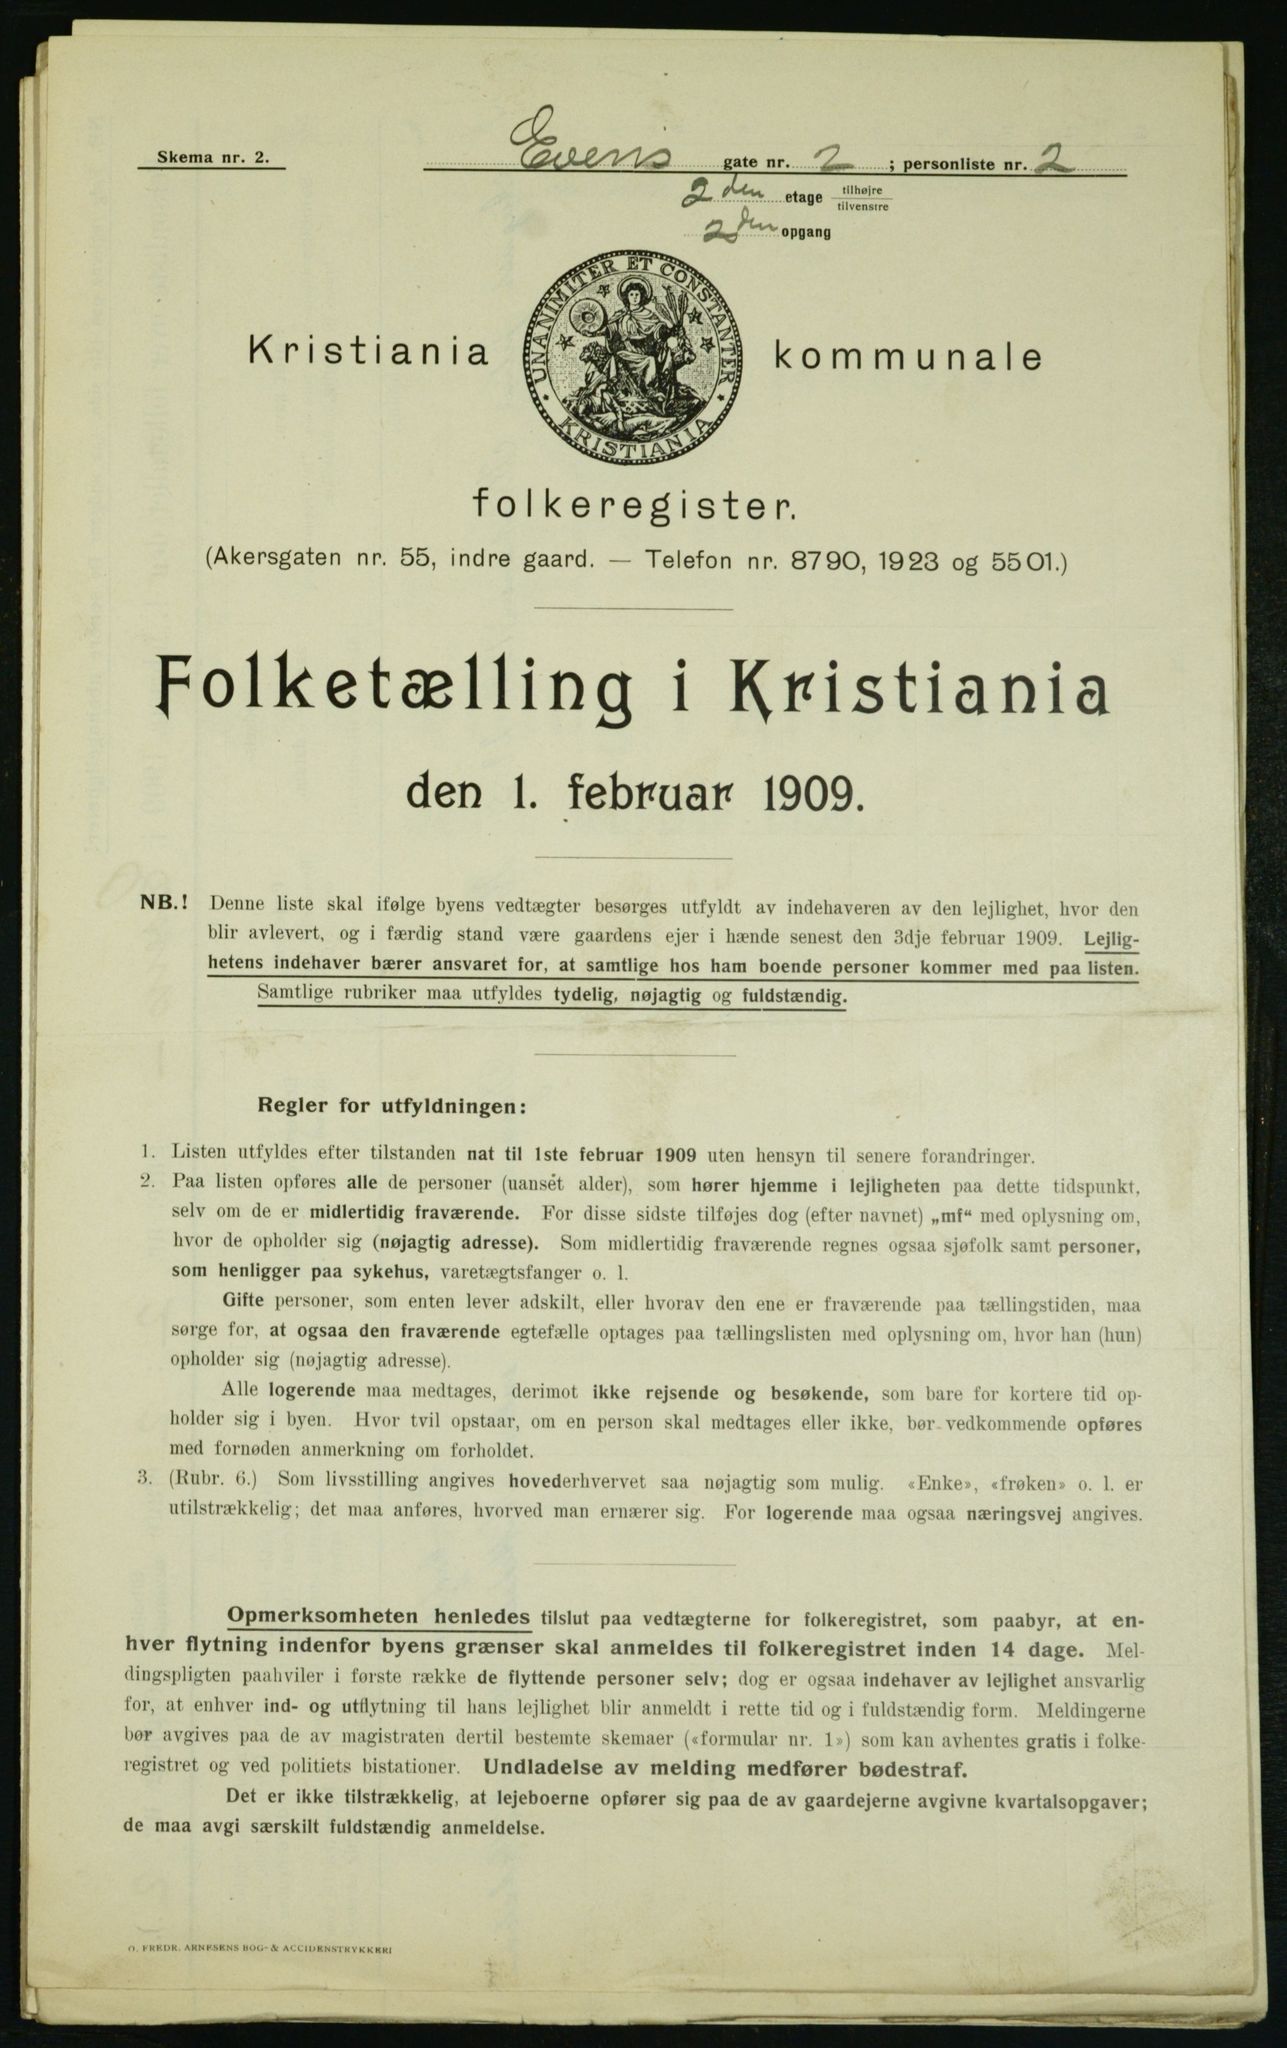 Skema nr. 2.
Evens gate nr. 2 ; personliste nr. 2
2den etage tilhøjre
tilvenstre
2den opgang
UNANIMITER ET CONSTANTER
KRISTIANIA
Kristiania kommunale
folkeregister.
(Akersgaten nr. 55, indre gaard. — Telefon nr. 8790, 1923 og 5501.)
Folketælling i Kristiania
den 1. februar 1909.
NB.! Denne liste skal ifølge byens vedtægter besørges utfyldt av indehaveren av den lejlighet, hvor den
blir avlevert, og i færdig stand være gaardens ejer i hænde senest den 3dje februar 1909. Lejlig-
hetens indehaver bærer ansvaret for, at samtlige hos ham boende personer kommer med paa listen.
Samtlige rubriker maa utfyldes tydelig, nøjagtig og fuldstændig.
Regler for utfyldningen:
1. Listen utfyldes efter tilstanden nat til 1ste februar 1909 uten hensyn til senere forandringer.
2. Paa listen opføres alle de personer (uanset alder), som hører hjemme i lejligheten paa dette tidspunkt,
selv om de er midlertidig fraværende. For disse sidste tilføjes dog (efter navnet) „mf“ med oplysning om,
hvor de opholder sig (nøjagtig adresse). Som midlertidig fraværende regnes ogsaa sjøfolk samt personer,
som henligger paa sykehus, varetægtsfanger o. l.
Gifte personer, som enten lever adskilt, eller hvorav den ene er fraværende paa tællingstiden, maa
sørge for, at ogsaa den fraværende egtefælle optages paa tællingslisten med oplysning om, hvor han (hun)
opholder sig (nøjagtig adresse).
Alle logerende maa medtages, derimot ikke rejsende og besøkende, som bare for kortere tid op-
holder sig i byen. Hvor tvil opstaar, om en person skal medtages eller ikke, bør vedkommende opføres
med fornøden anmerkning om forholdet.
3. (Rubr. 6.) Som livsstilling angives hovederhvervet saa nøjagtig som mulig. «Enke», «frøken» o. l. er
utilstrækkelig; det maa anføres, hvorved man ernærer sig. For logerende maa ogsaa næringsvej angives.
Opmerksomheten henledes tilslut paa vedtægterne for folkeregistret, som paabyr, at en-
hver flytning indenfor byens grænser skal anmeldes til folkeregistret inden 14 dage. Mel-
dingspligten paahviler i første række de flyttende personer selv; dog er ogsaa indehaver av lejlighet ansvarlig
for, at enhver ind- og utflytning til hans lejlighet blir anmeldt i rette tid og i fuldstændig form. Meldingerne
bør avgives paa de av magistraten dertil bestemte skemaer («formular nr. 1») som kan avhentes gratis i folke-
registret og ved politiets bistationer. Undladelse av melding medfører bødestraf.
Det er ikke tilstrækkelig, at lejeboerne opfører sig paa de av gaardejerne avgivne kvartalsopgaver;
de maa avgi særskilt fuldstændig anmeldelse.
O. FREDR. ARNESENS BOG- & ACCIDENSTRYKKERI